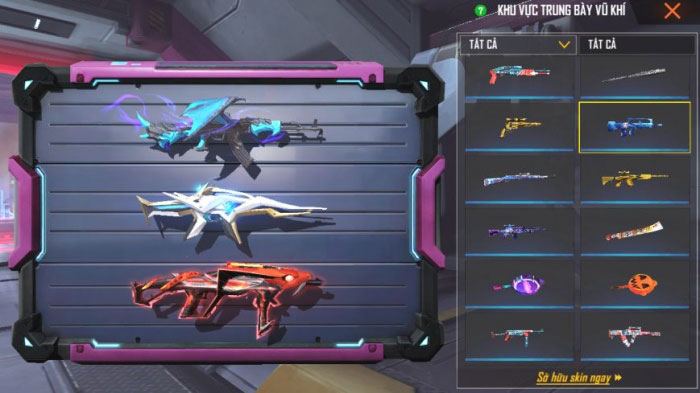 ? KHU VỰC TRƯNG BÀY VŨ KHÍ
TẤT CẢ TẤT CẢ
Sở hữu skin ngay